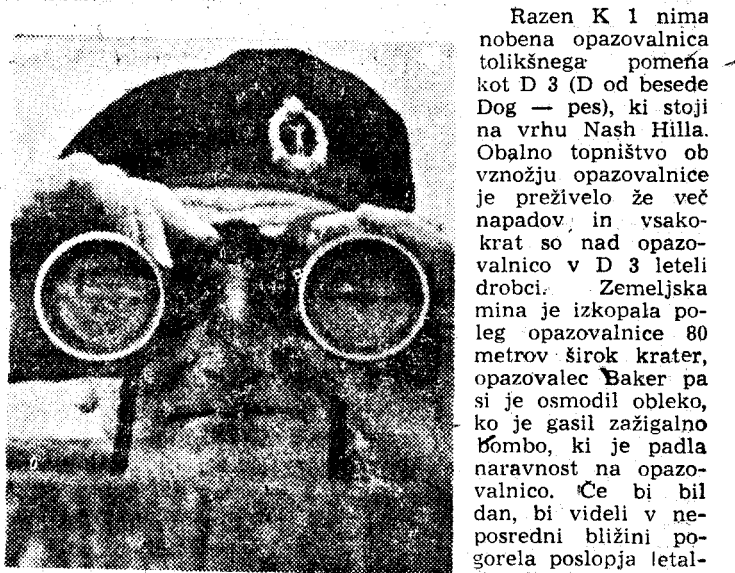 Razen K 1 nima
nobena opazovalnica
tolikšnega pomena
kot D 3 (D od besede
Dog — pes), ki stoji
na vrhu Nash Hilla.
Obalno topništvo ob
vznožju opazovalnice
je preživelo že več
napadov in vsako-
krat so nad opazo-
valnico v D 3 leteli
drobci. Zemeljska
mina je izkopala po-
leg opazovalnice 80
metrov širok krater,
opazovalec Baker pa
si je osmodil obleko,
ko je gasil zažigalno
bombo, ki je padla
naravnost na opazo-
valnico. Če bi bil
dan, bi videli v ne-
posredni bližini po-
gorela poslopja letal-